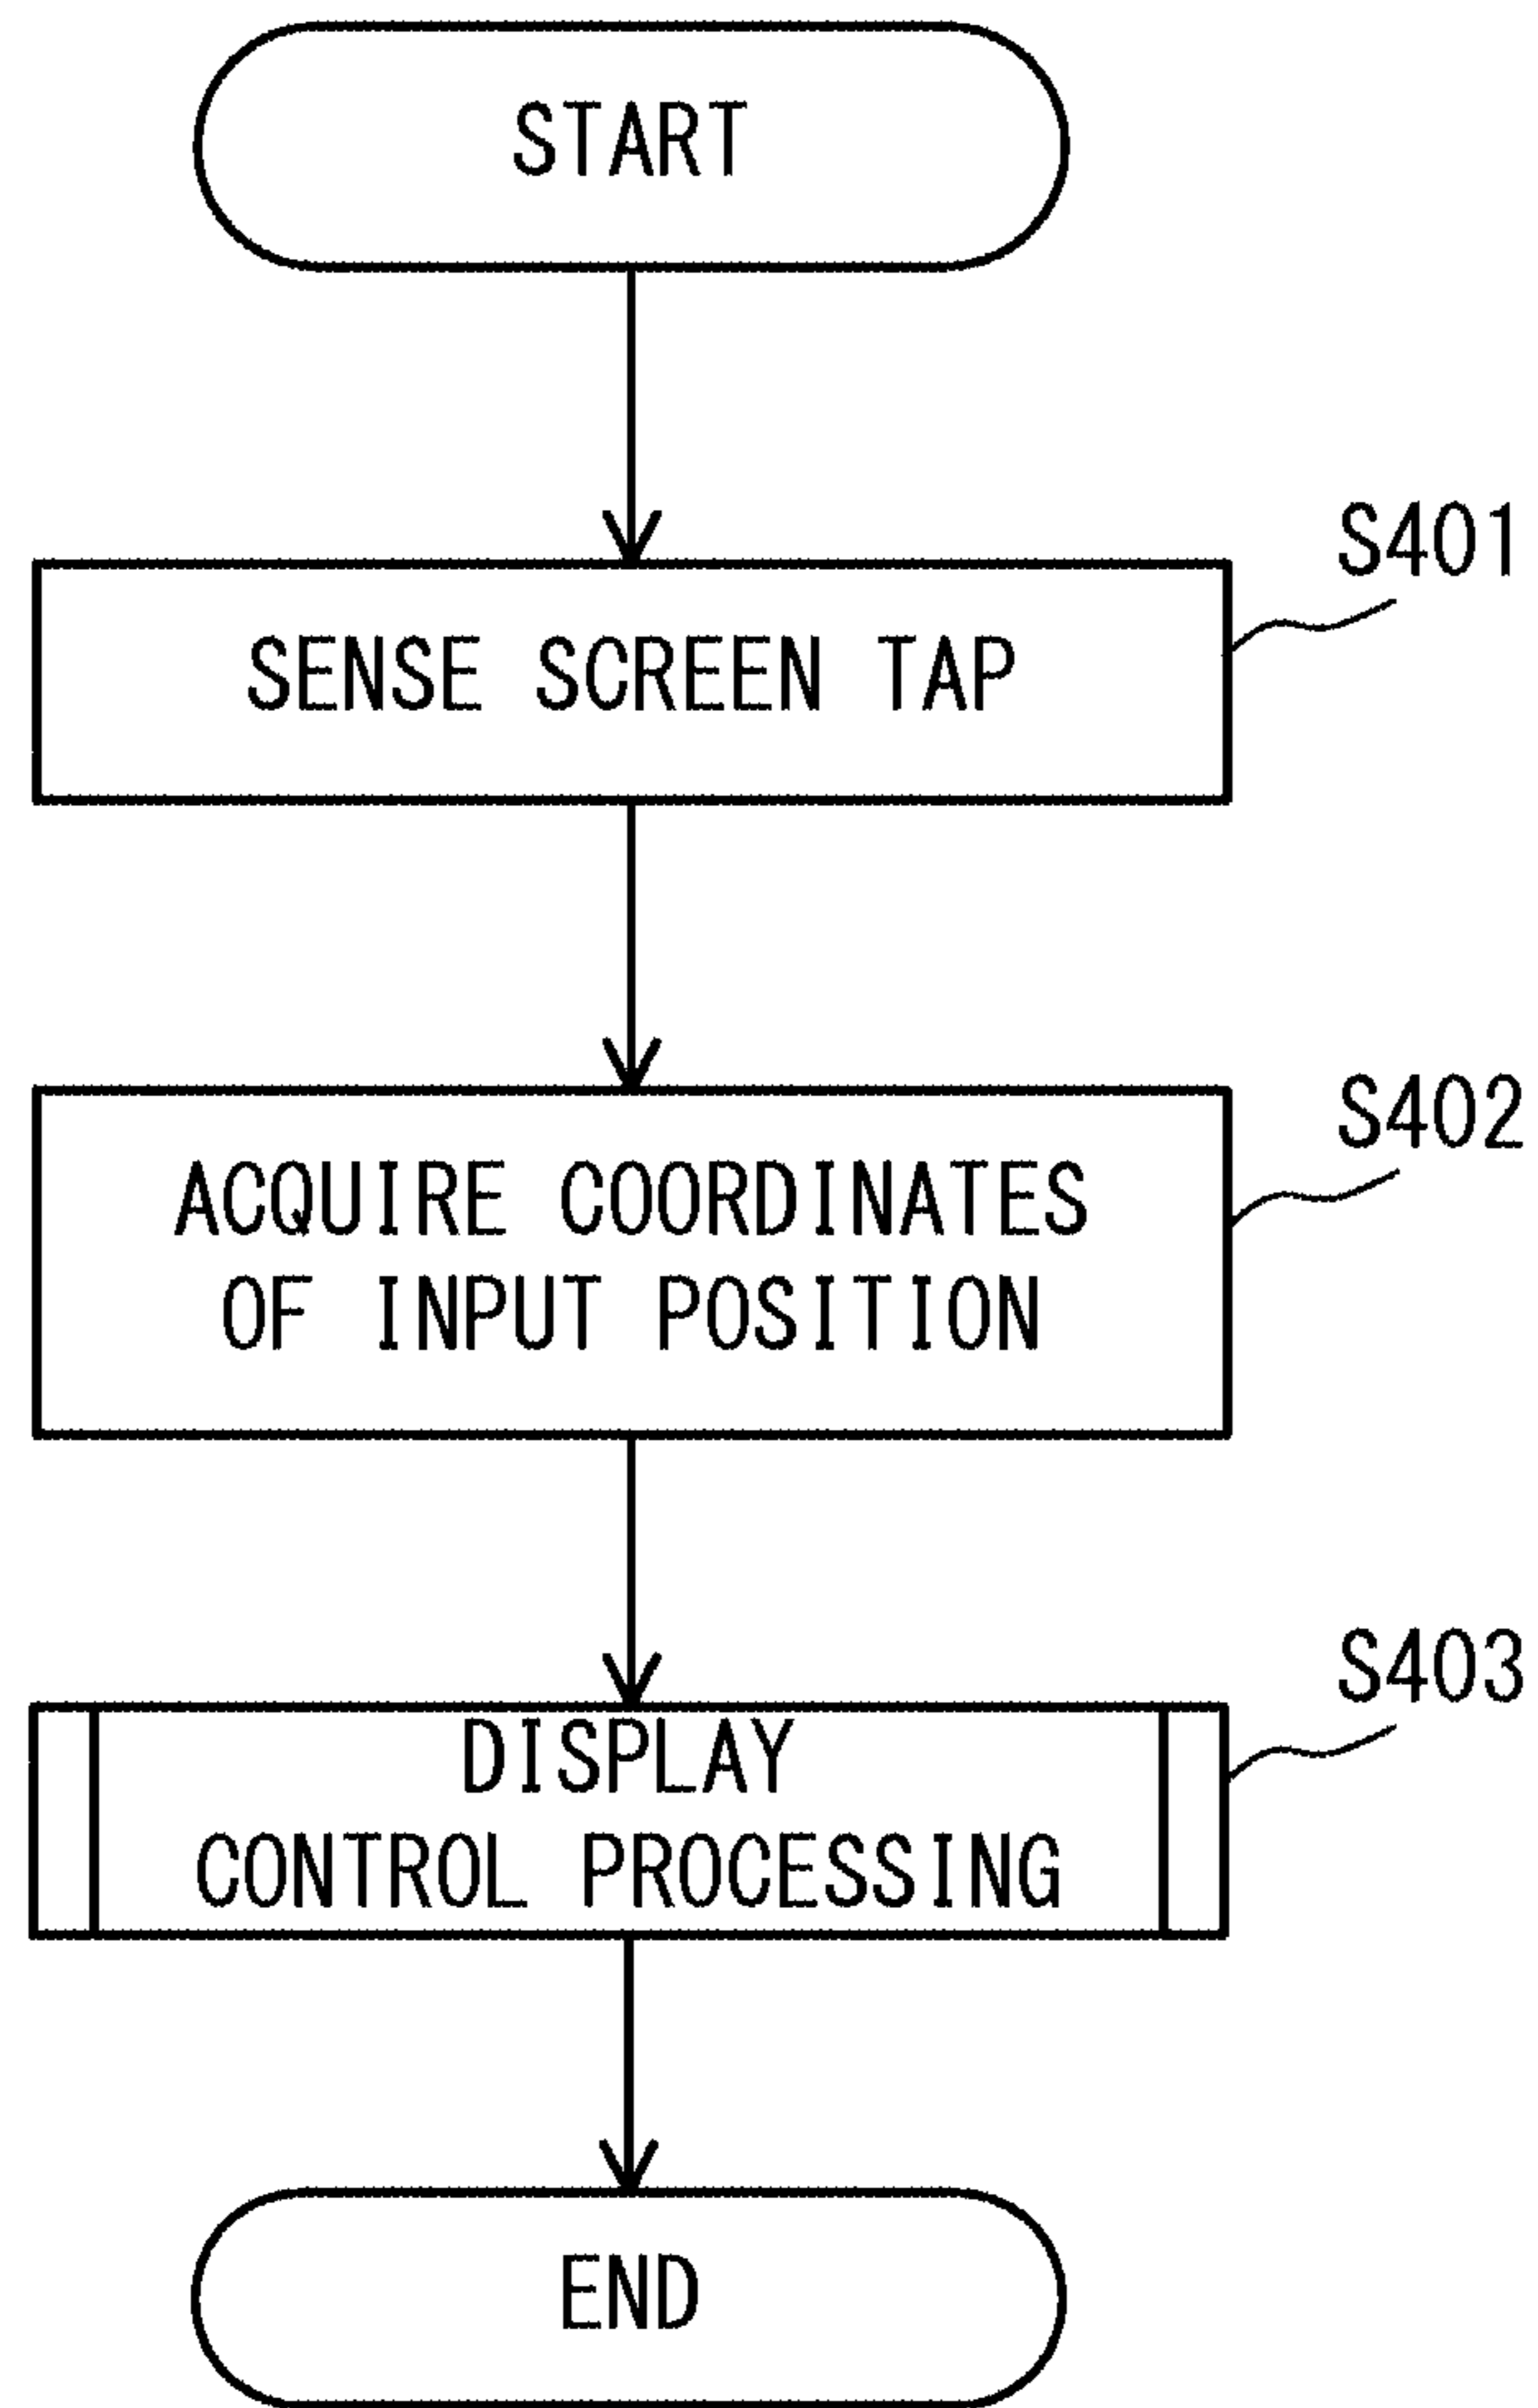 START
S401
SENSE SCREEN TAP
S402
ACQUIRE COORDINATES
OF INPUT POSITION
S403
DISPLAY
CONTROL PROCESSING
END